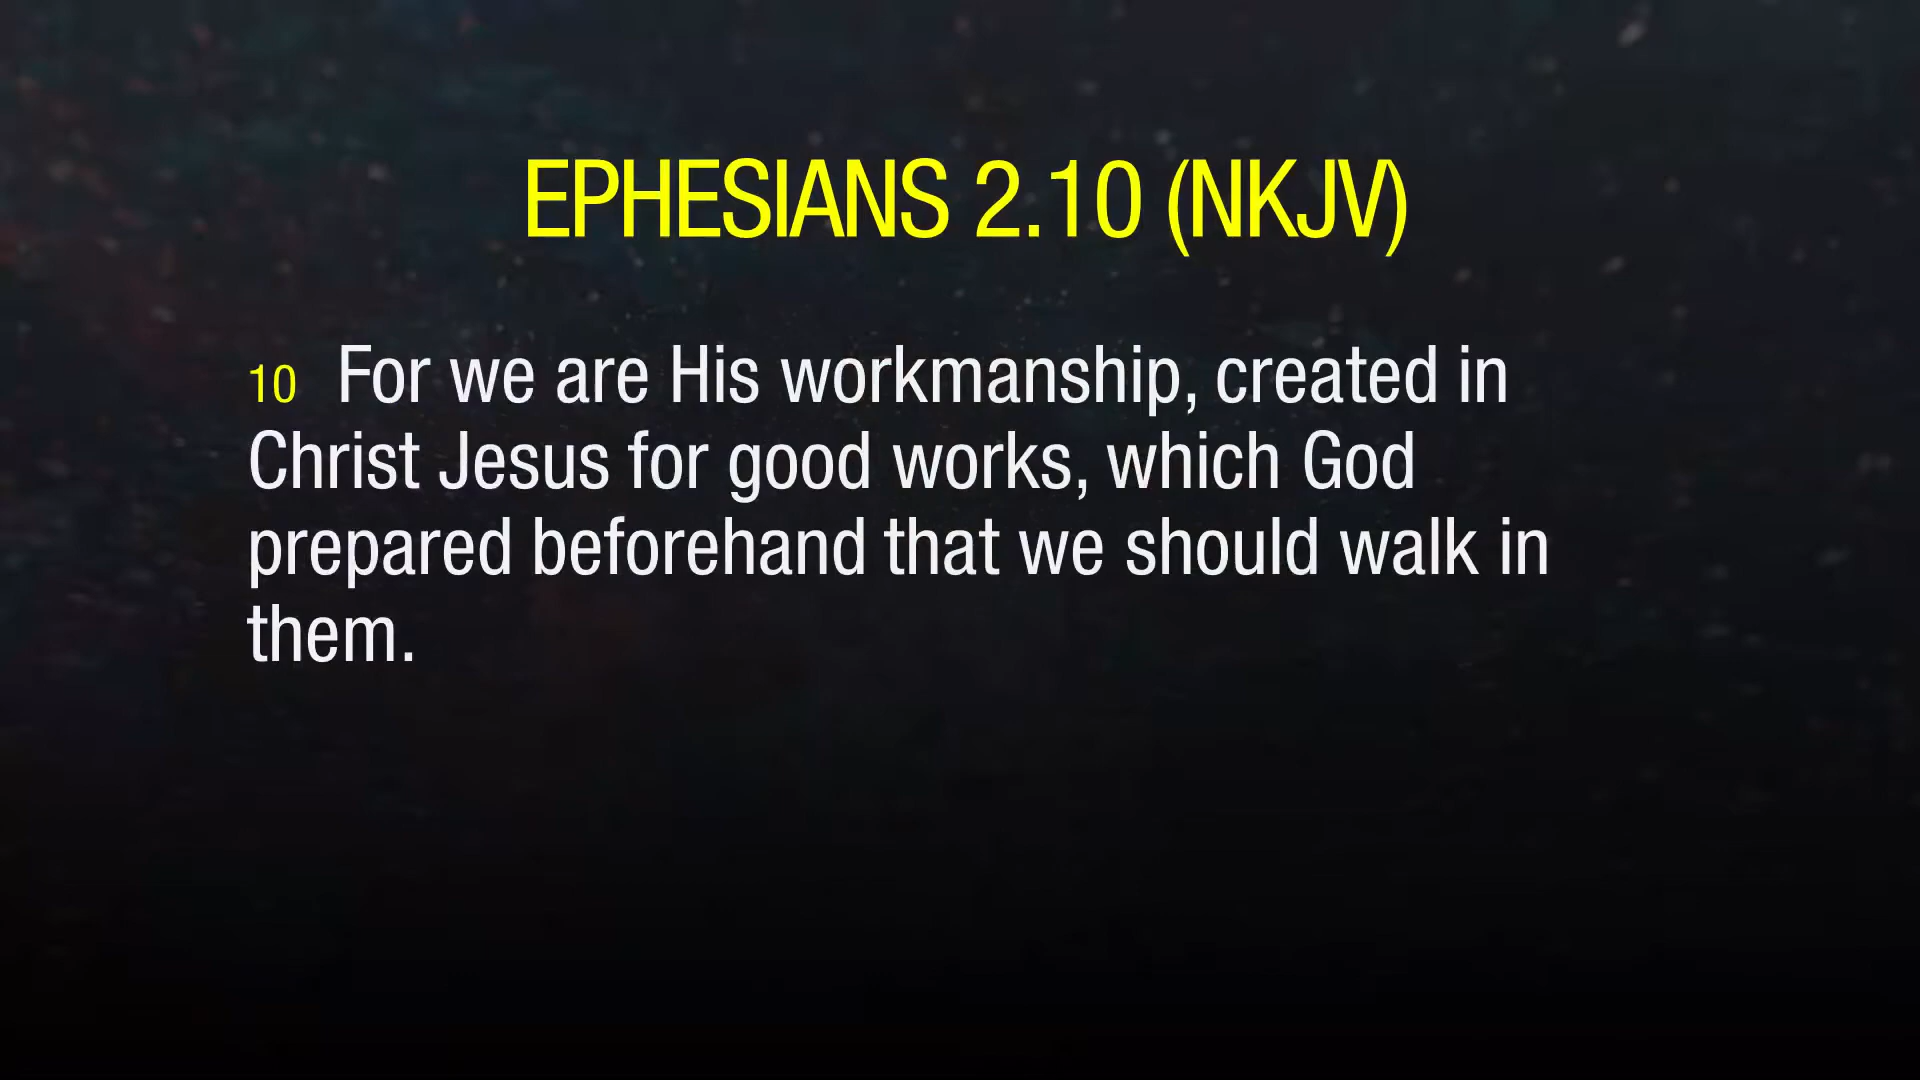 EPHESIANS 2.10 (NKJV)
10 For we are His workmanship, created in
Christ Jesus for good works, which God
prepared beforehand that we should walk in
them.